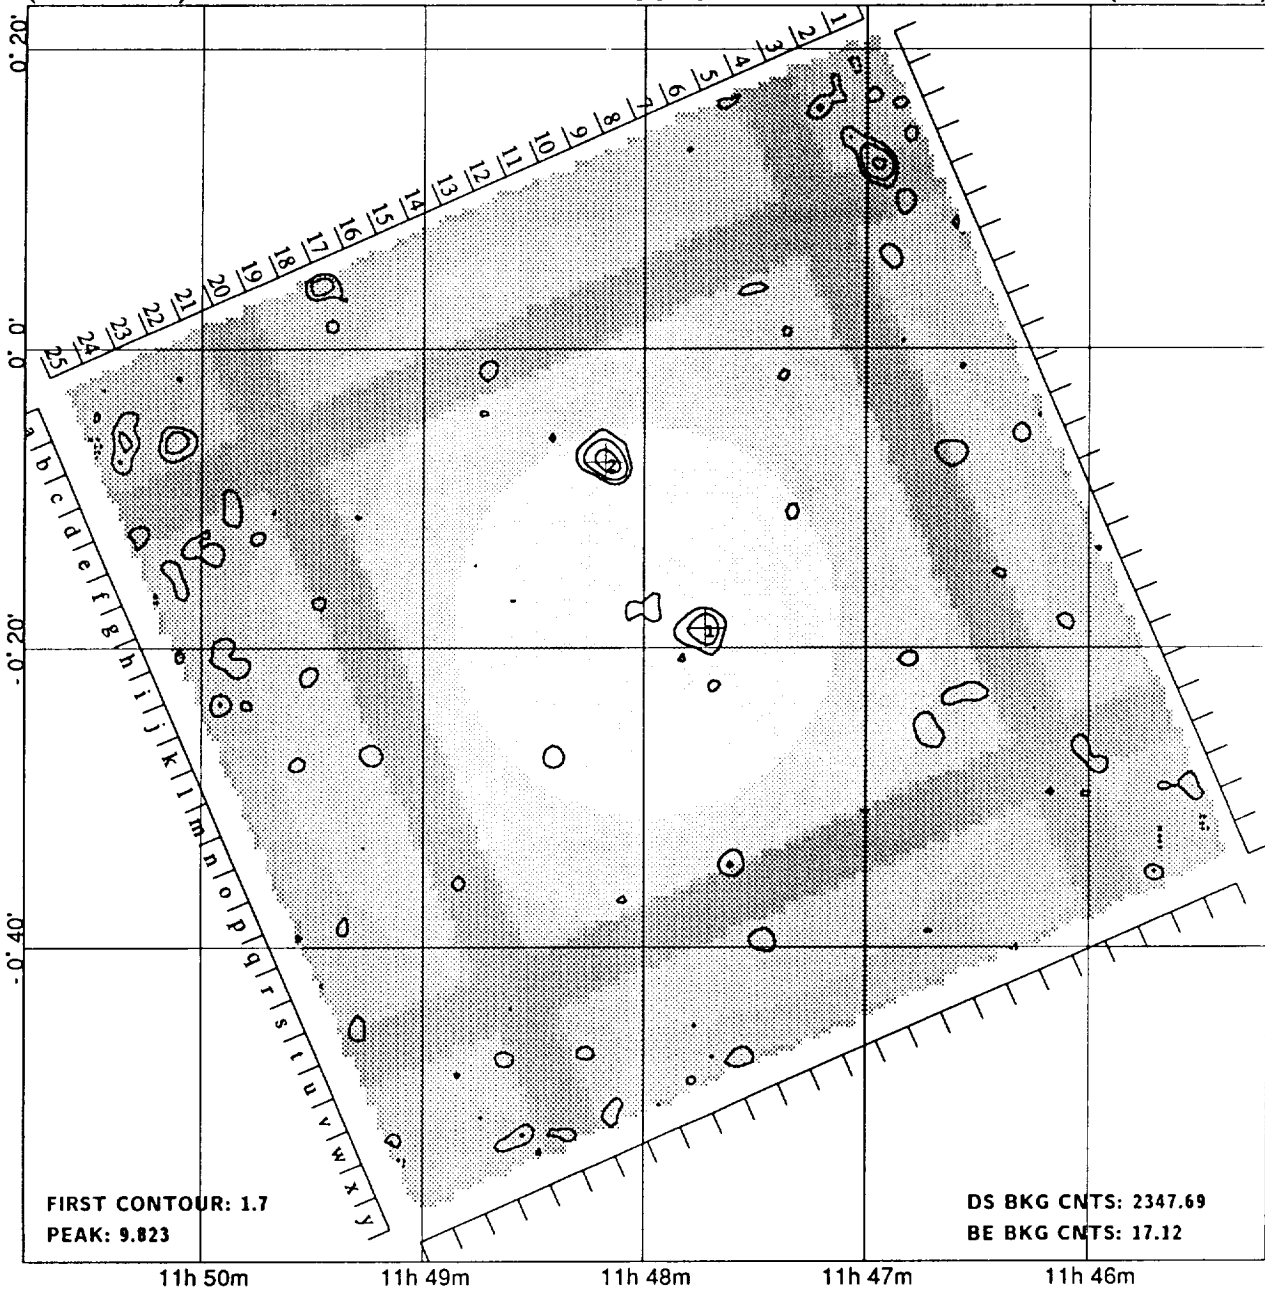 0° 20'
0° 0'
-0° 20'
-0° 40'
1 2 3 4 5 6 7 8 9 10 11 12 13 14 15 16 17 18 19 20 21 22 23 24 25
a b c d e f g h i j k l m n o p q r s t u v w x y
2
1
FIRST CONTOUR: 1.7
PEAK: 9.823
DS BKG CNTS: 2347.69
BE BKG CNTS: 17.12
11h 50m 11h 49m 11h 48m 11h 47m 11h 46m